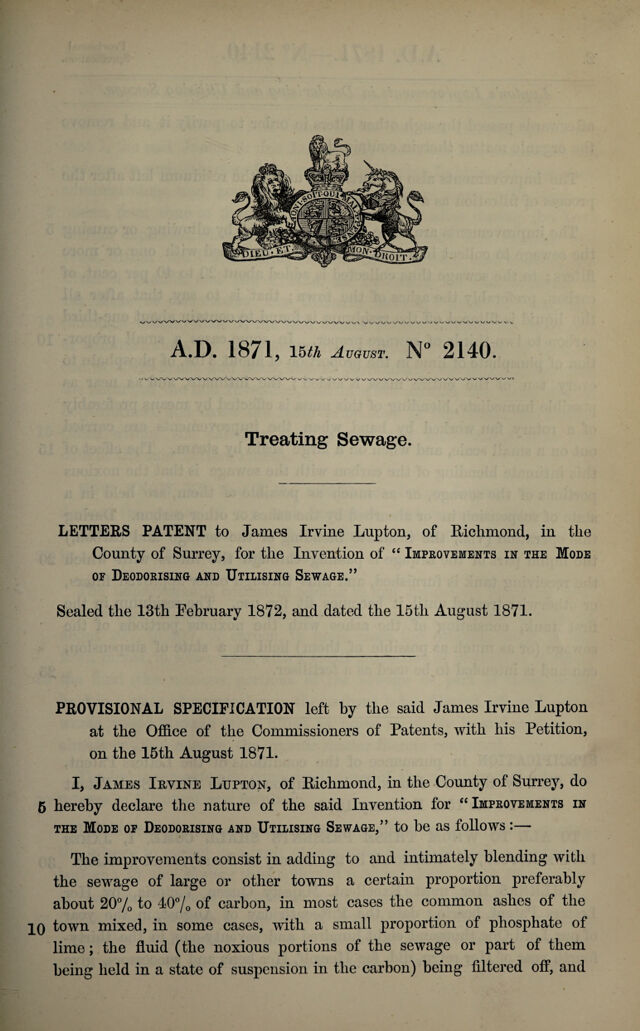 DIEU · ET · MON · DROIT ·
A.D. 1871, 15th August. N° 2140.
Treating Sewage.
LETTERS PATENT to James Irvine Lupton, of Richmond, in the
County of Surrey, for the Invention of “ Improvements in the Mode
of Deodorising and Utilising Sewage.”
Sealed the 13th February 1872, and dated the 15th August 1871.
PROVISIONAL SPECIFICATION left by the said James Irvine Lupton
at the Office of the Commissioners of Patents, with his Petition,
on the 15th August 1871.
I, James Irvine Lupton, of Richmond, in the County of Surrey, do
5 hereby declare the nature of the said Invention for “ Improvements in
the Mode of Deodorising and Utilising Sewage,” to be as follows :—
The improvements consist in adding to and intimately blending with
the sewage of large or other towns a certain proportion preferably
about 20% to 40% of carbon, in most cases the common ashes of the
10 town mixed, in some cases, with a small proportion of phosphate of
lime ; the fluid (the noxious portions of the sewage or part of them
being held in a state of suspension in the carbon) being filtered off, and